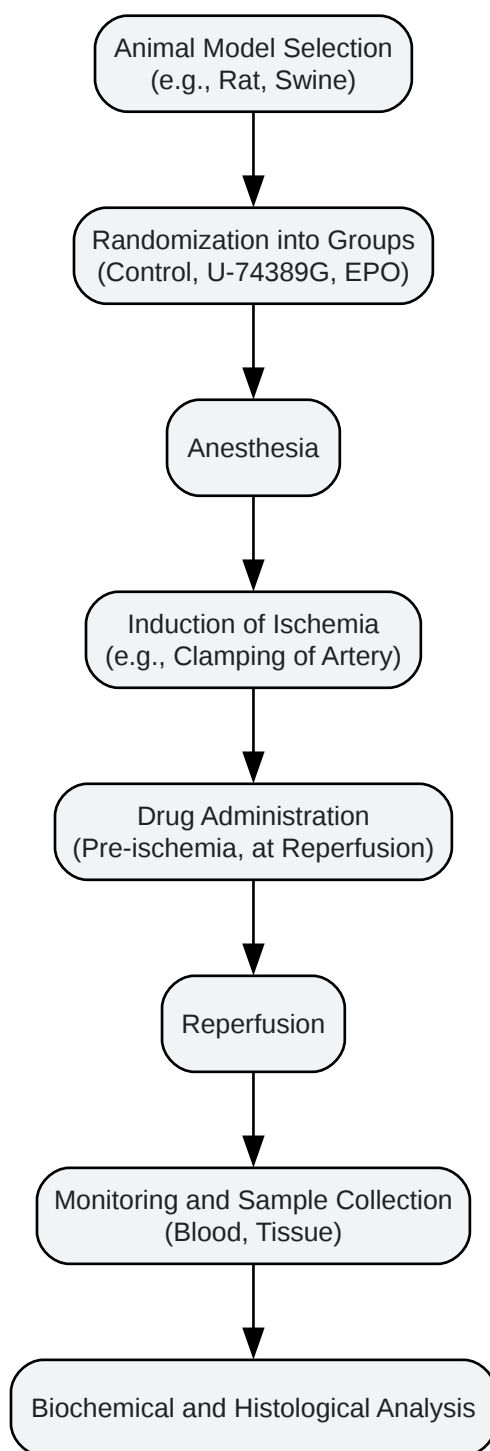 Animal Model Selection
(e.g., Rat, Swine)
Randomization into Groups
(Control, U-74389G, EPO)
Anesthesia
Induction of Ischemia
(e.g., Clamping of Artery)
Drug Administration
(Pre-ischemia, at Reperfusion)
Reperfusion
Monitoring and Sample Collection
(Blood, Tissue)
Biochemical and Histological Analysis